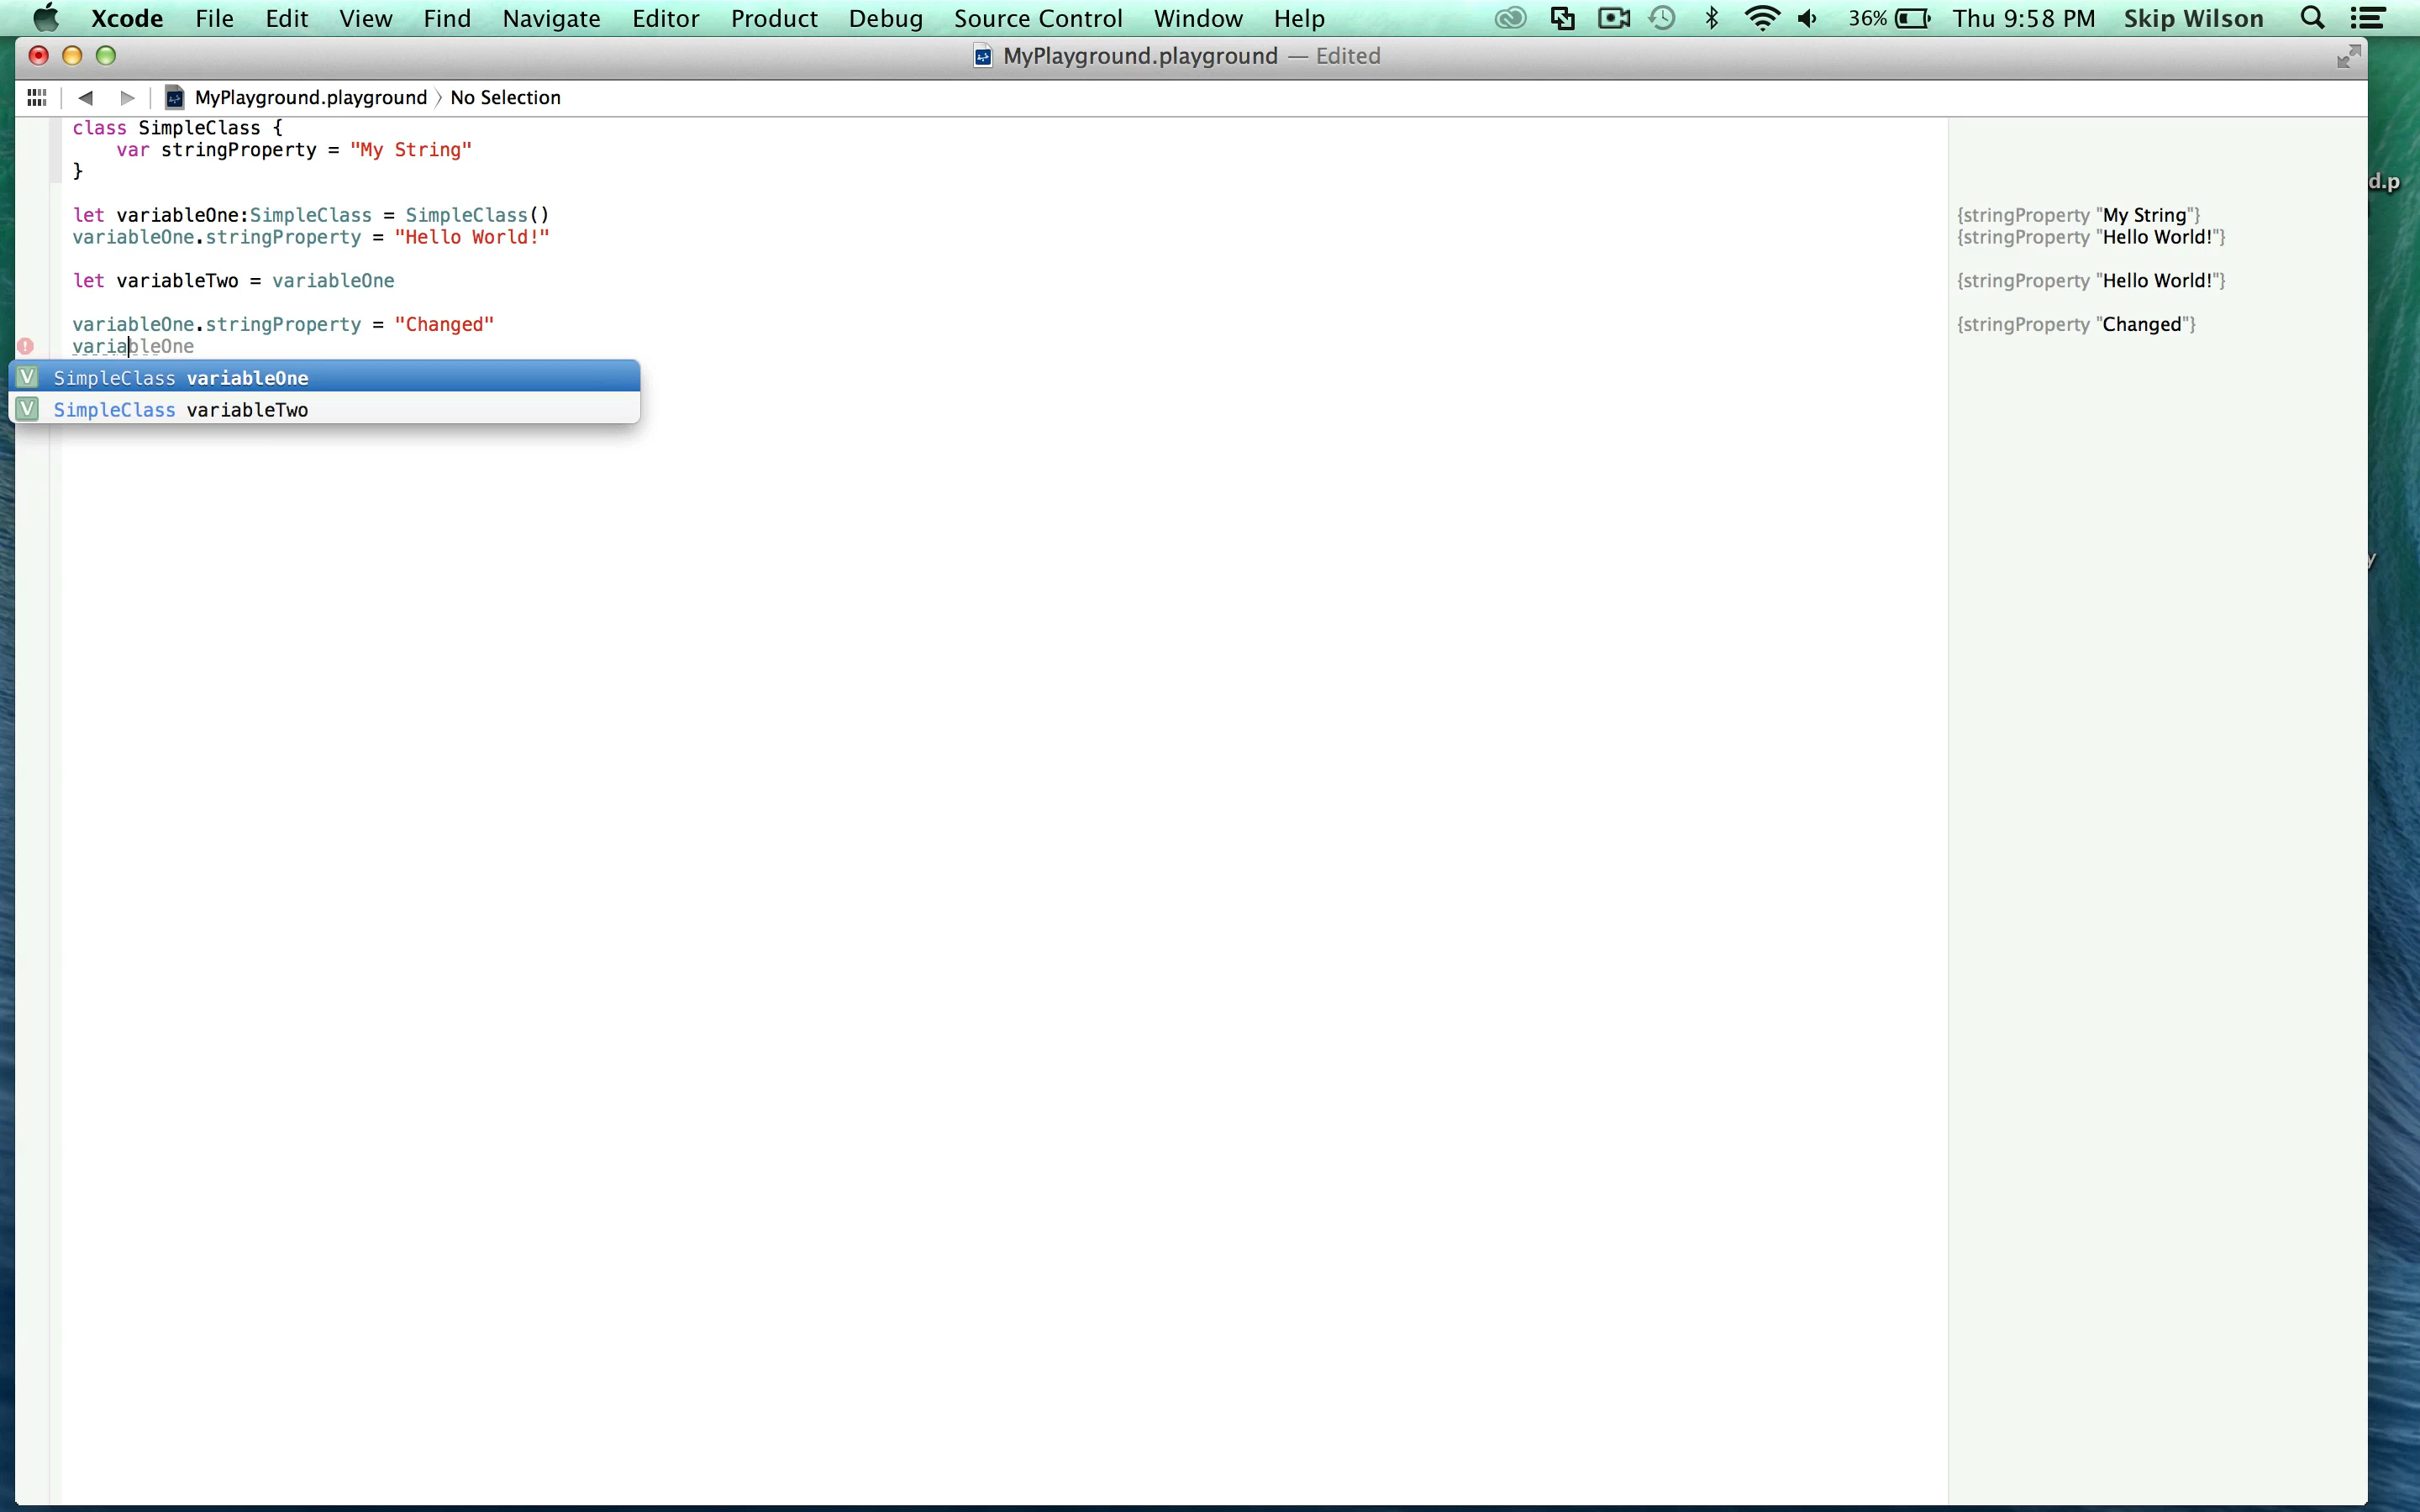 Xcode File Edit View Find Navigate Editor Product Debug Source Control Window Help 36% Thu 9:58 PM Skip Wilson
MyPlayground.playground — Edited
MyPlayground.playground 〉 No Selection
class SimpleClass {
    var stringProperty = "My String"
}
d.p
let variableOne:SimpleClass = SimpleClass() {stringProperty "My String"}
variableOne.stringProperty = "Hello World!" {stringProperty "Hello World!"}
let variableTwo = variableOne {stringProperty "Hello World!"}
variableOne.stringProperty = "Changed" {stringProperty "Changed"}
variableOne
V SimpleClass variableOne
V SimpleClass variableTwo
y